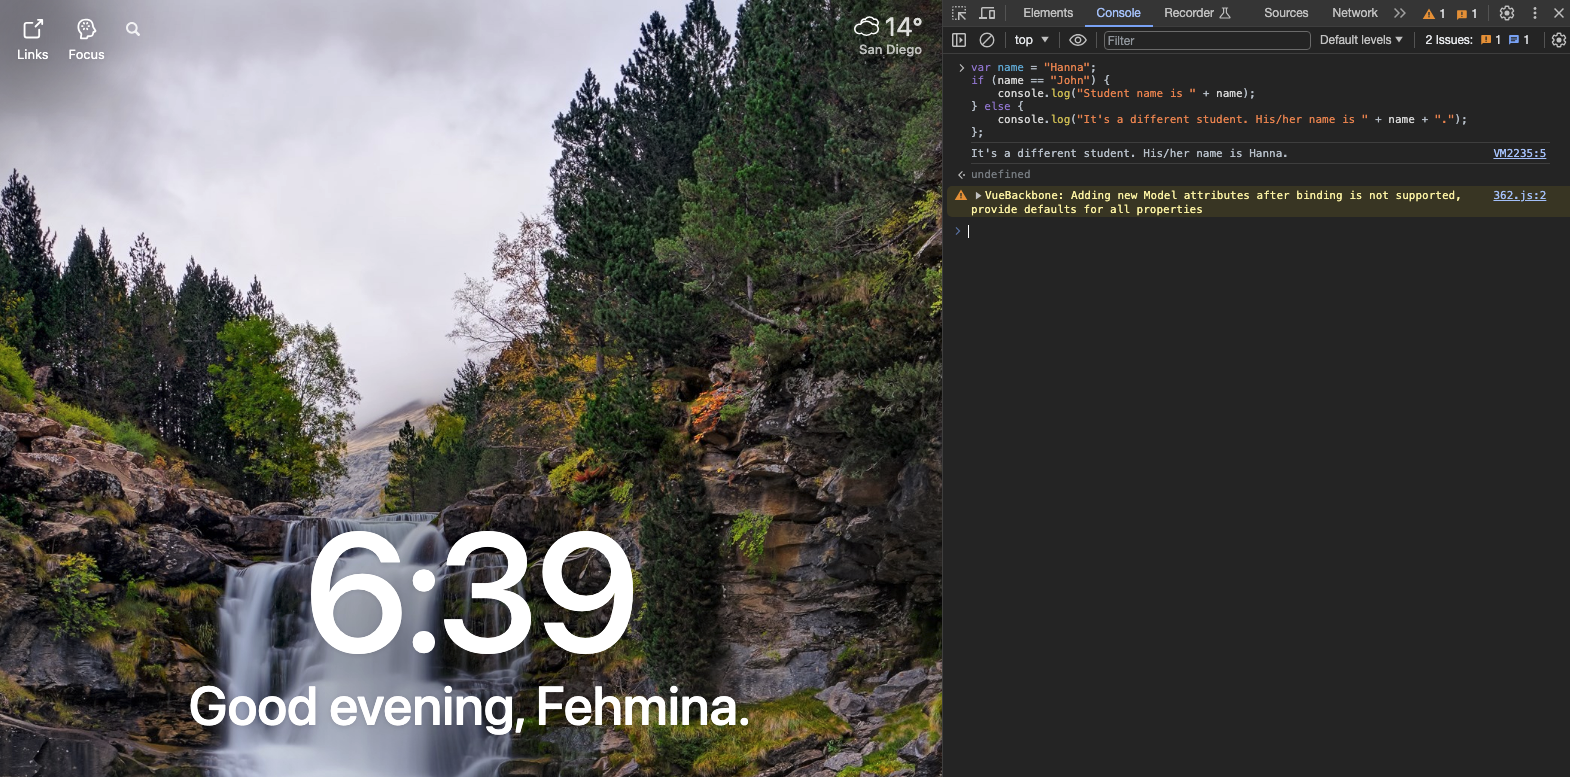 Links
Focus
14°
San Diego
6:39
Good evening, Fehmina.
Elements
Console
Recorder
Sources
Network
1
1
top
Filter
Default levels
2 Issues:
1
1
var name = "Hanna";
if (name == "John") {
    console.log("Student name is " + name);
} else {
    console.log("It's a different student. His/her name is " + name + ".");
};
It's a different student. His/her name is Hanna. VM2235:5
undefined
VueBackbone: Adding new Model attributes after binding is not supported, 362.js:2
provide defaults for all properties